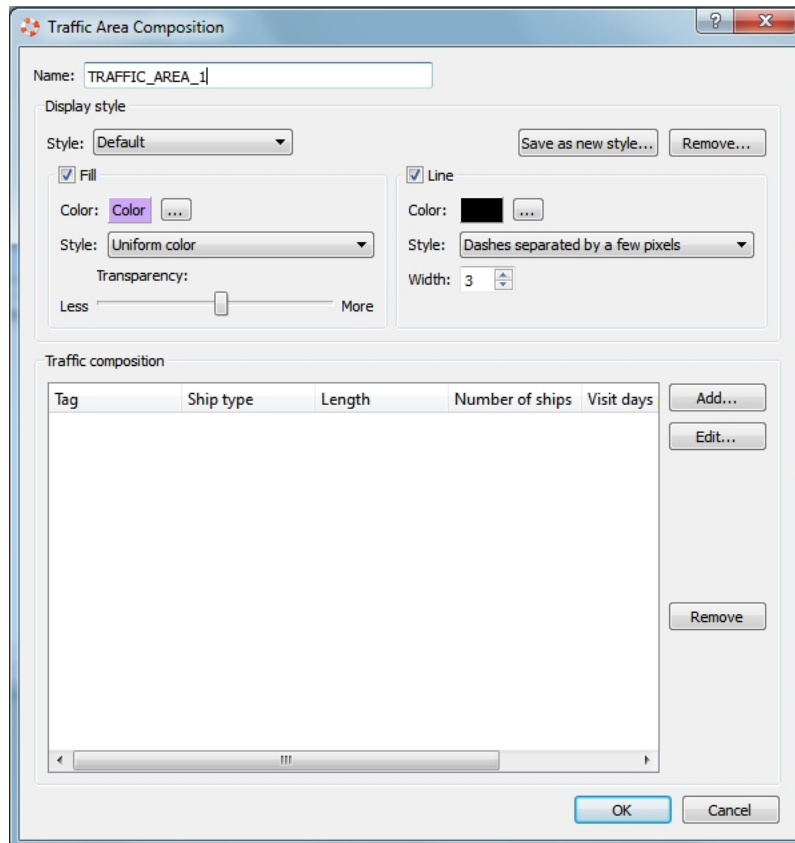 Traffic Area Composition
Name: TRAFFIC_AREA_1
Display style
Style: Default Save as new style... Remove...
Fill Line
Color: Color ... Color: ...
Style: Uniform color Style: Dashes separated by a few pixels
Transparency: Width: 3
Less More
Traffic composition
Tag Ship type Length Number of ships Visit days Add...
Edit...
Remove
OK Cancel